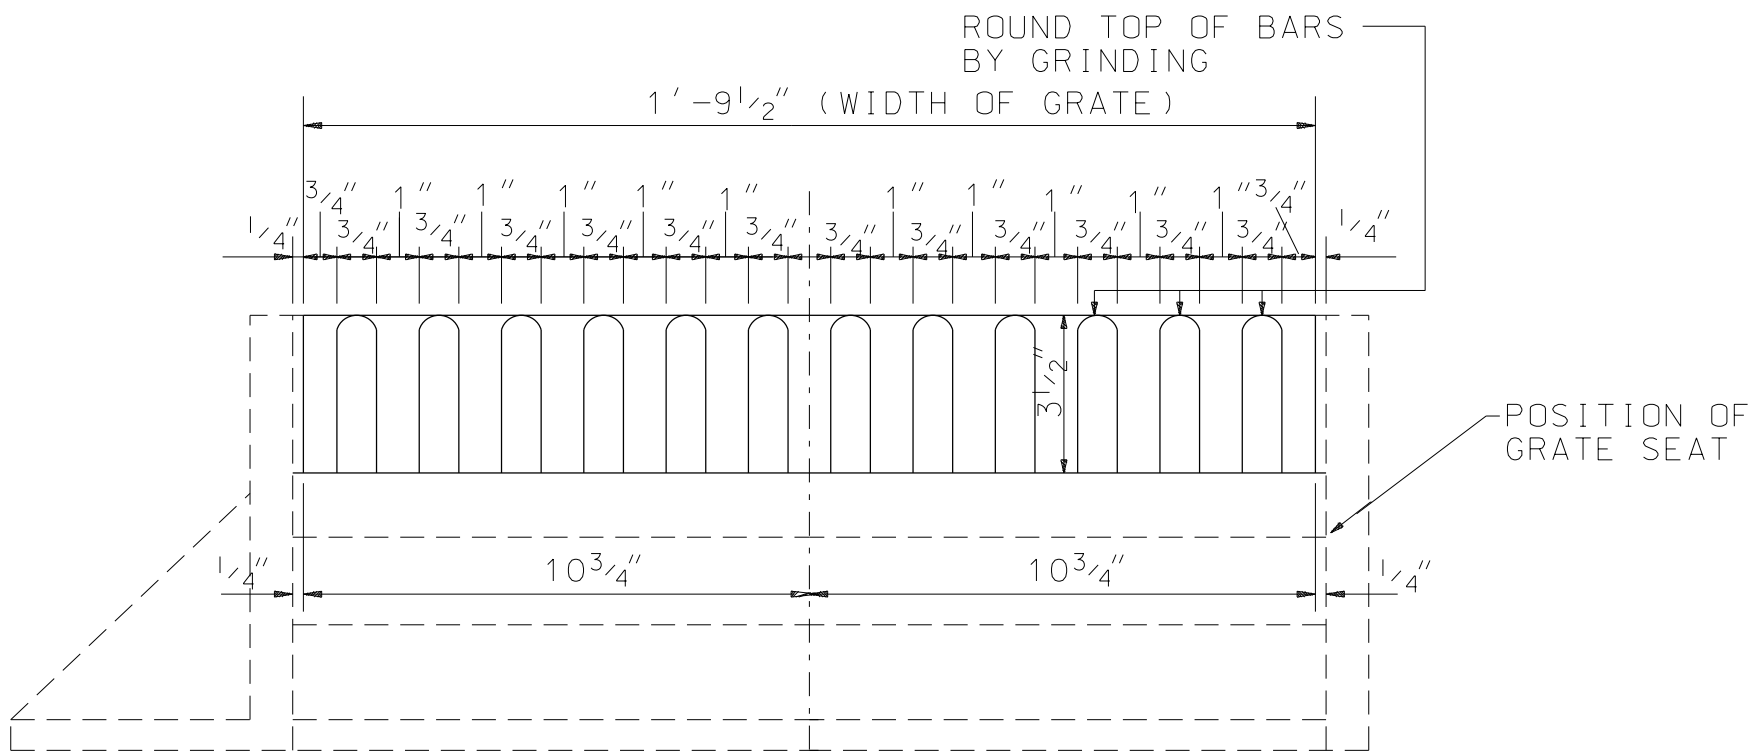 ROUND TOP OF BARS
BY GRINDING
1'-9 1/2" (WIDTH OF GRATE)
3/4" 1" 1" 1" 1" 1" 1" 1" 1" 1" 1" 3/4"
1/4" 3/4" 3/4" 3/4" 3/4" 3/4" 3/4" 3/4" 3/4" 3/4" 3/4" 3/4" 3/4" 1/4"
3 1/2"
POSITION OF
GRATE SEAT
1/4" 10 3/4" 10 3/4" 1/4"